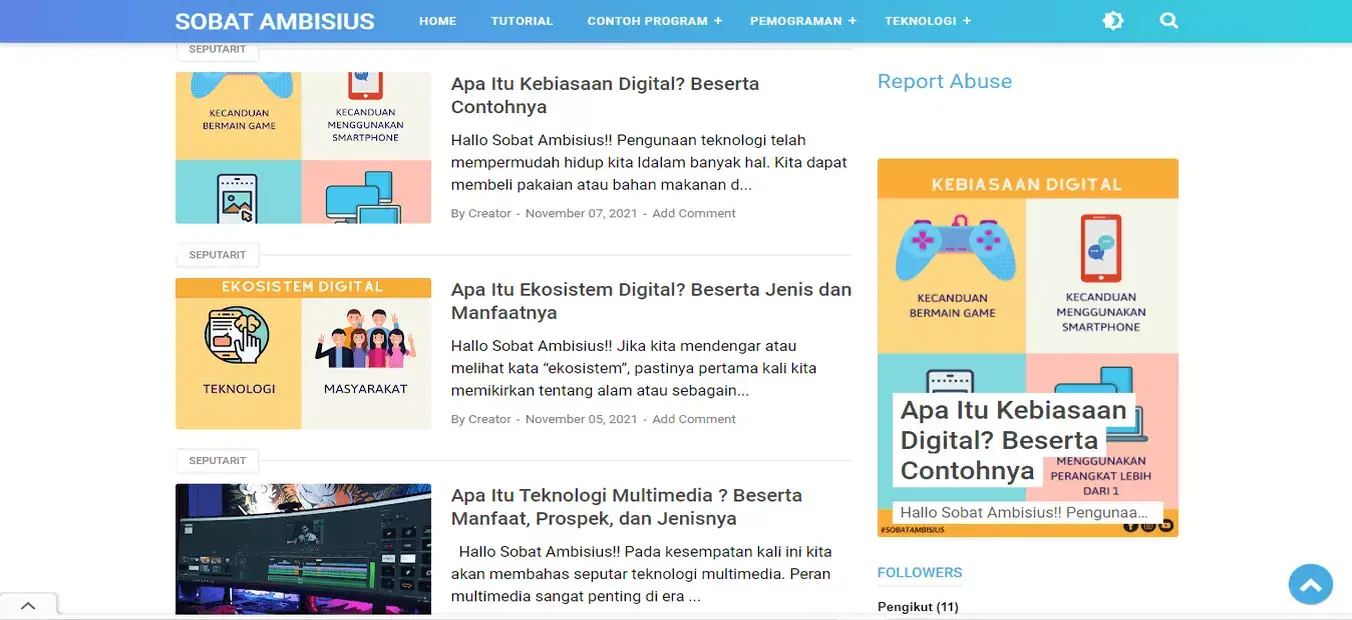 SOBAT AMBISIUS
HOME
TUTORIAL
CONTOH PROGRAM +
PEMOGRAMAN +
TEKNOLOGI +
SEPUTARIT
KECANDUAN
BERMAIN GAME
KECANDUAN
MENGGUNAKAN
SMARTPHONE
Apa Itu Kebiasaan Digital? Beserta
Contohnya
Hallo Sobat Ambisius!! Pengunaan teknologi telah
mempermudah hidup kita ldalam banyak hal. Kita dapat
membeli pakaian atau bahan makanan d...
By Creator - November 07, 2021 - Add Comment
SEPUTARIT
EKOSISTEM DIGITAL
TEKNOLOGI
MASYARAKAT
Apa Itu Ekosistem Digital? Beserta Jenis dan
Manfaatnya
Hallo Sobat Ambisius!! Jika kita mendengar atau
melihat kata “ekosistem”, pastinya pertama kali kita
memikirkan tentang alam atau sebagain...
By Creator - November 05, 2021 - Add Comment
SEPUTARIT
Apa Itu Teknologi Multimedia ? Beserta
Manfaat, Prospek, dan Jenisnya
Hallo Sobat Ambisius!! Pada kesempatan kali ini kita
akan membahas seputar teknologi multimedia. Peran
multimedia sangat penting di era ...
Report Abuse
KEBIASAAN DIGITAL
KECANDUAN
BERMAIN GAME
KECANDUAN
MENGGUNAKAN
SMARTPHONE
Apa Itu Kebiasaan
Digital? Beserta
Contohnya
MENGGUNAKAN
PERANGKAT LEBIH
DARI 1
Hallo Sobat Ambisius!! Pengunaa...
#SOBATAMBISIUS
FOLLOWERS
Pengikut (11)